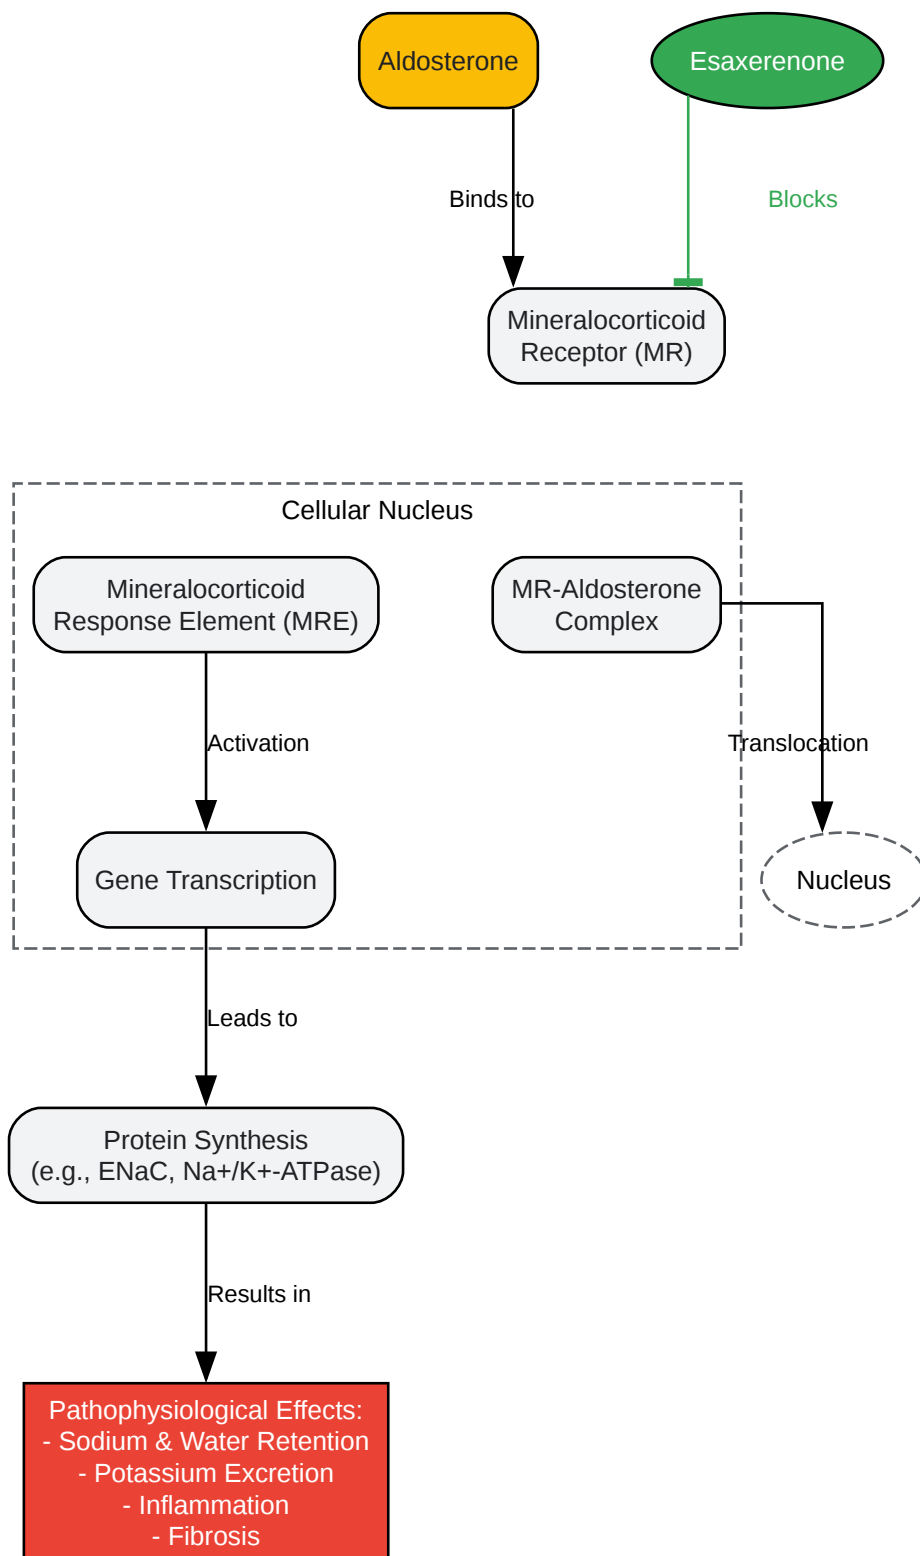 Aldosterone
Esaxerenone
Binds to
Blocks
Mineralocorticoid
Receptor (MR)
Cellular Nucleus
Mineralocorticoid
Response Element (MRE)
MR-Aldosterone
Complex
Activation
Translocation
Gene Transcription
Nucleus
Leads to
Protein Synthesis
(e.g., ENaC, Na+/K+-ATPase)
Results in
Pathophysiological Effects:
- Sodium & Water Retention
- Potassium Excretion
- Inflammation
- Fibrosis